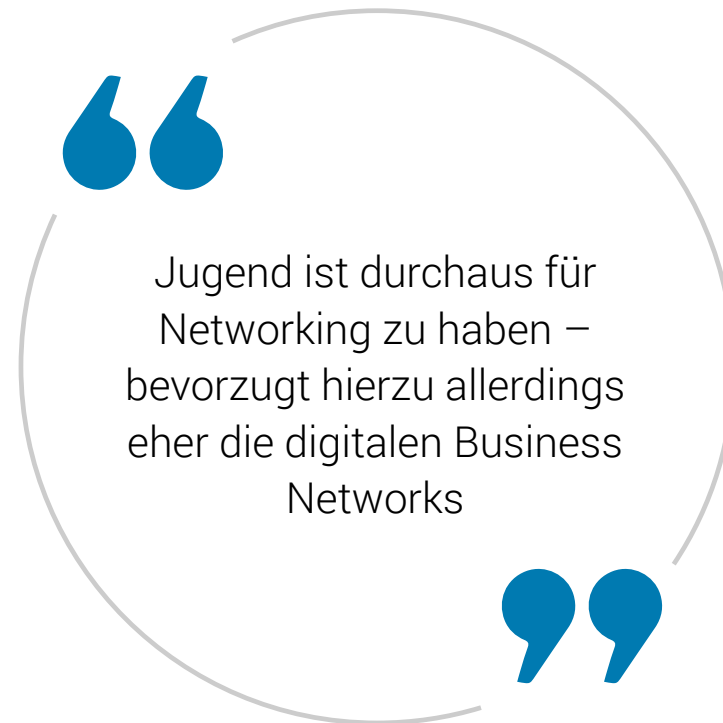 Jugend ist durchaus für
Networking zu haben –
bevorzugt hierzu allerdings
eher die digitalen Business
Networks